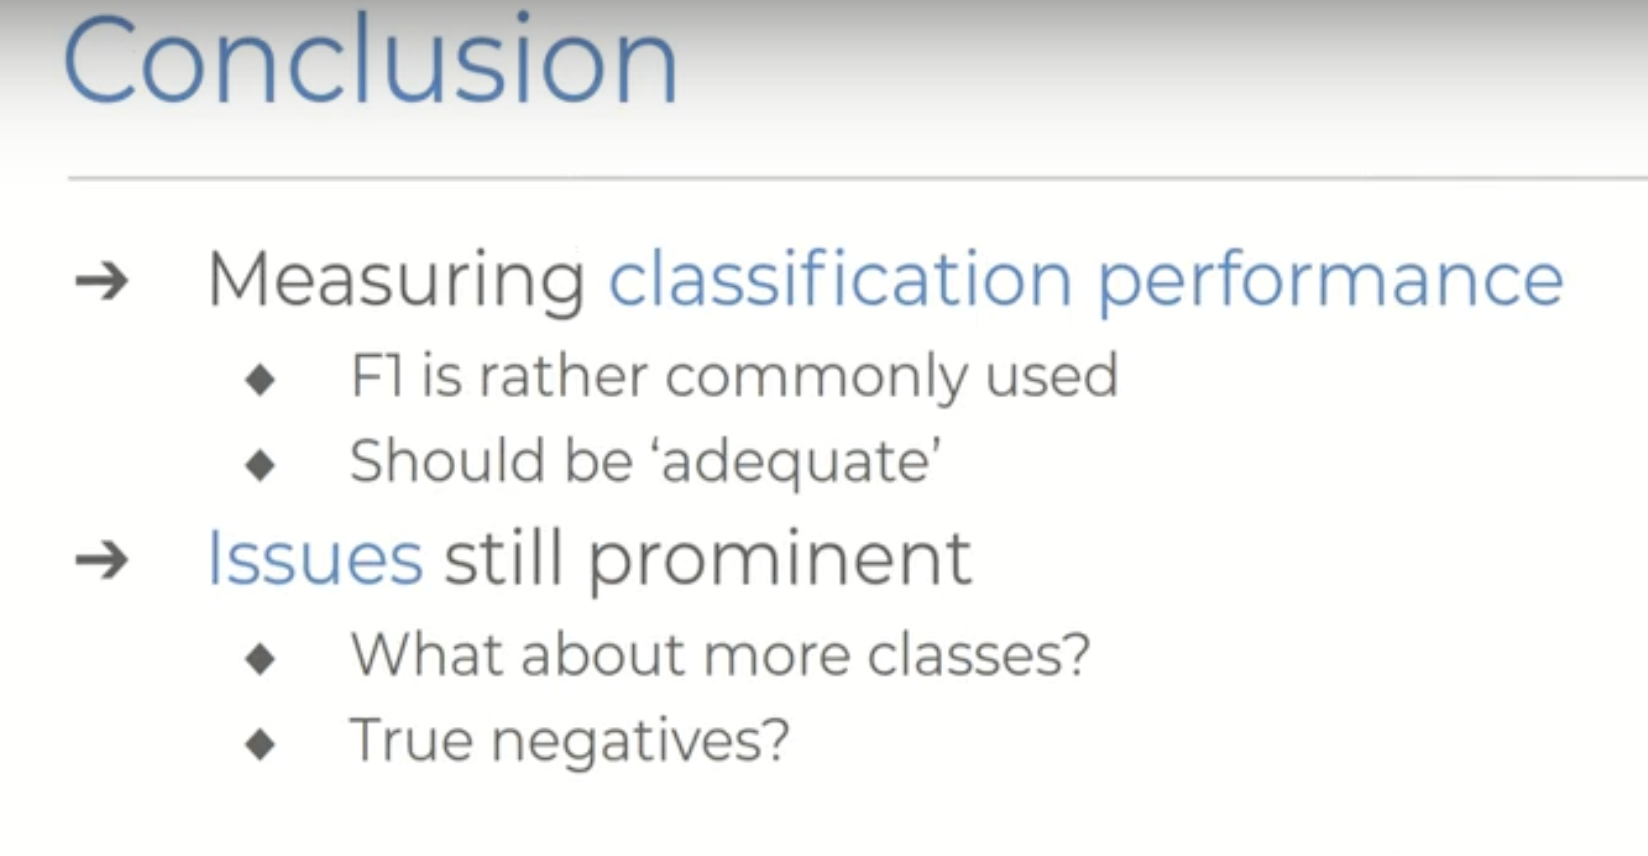 Conclusion
→ Measuring classification performance
◆ F1 is rather commonly used
◆ Should be ‘adequate’
→ Issues still prominent
◆ What about more classes?
◆ True negatives?